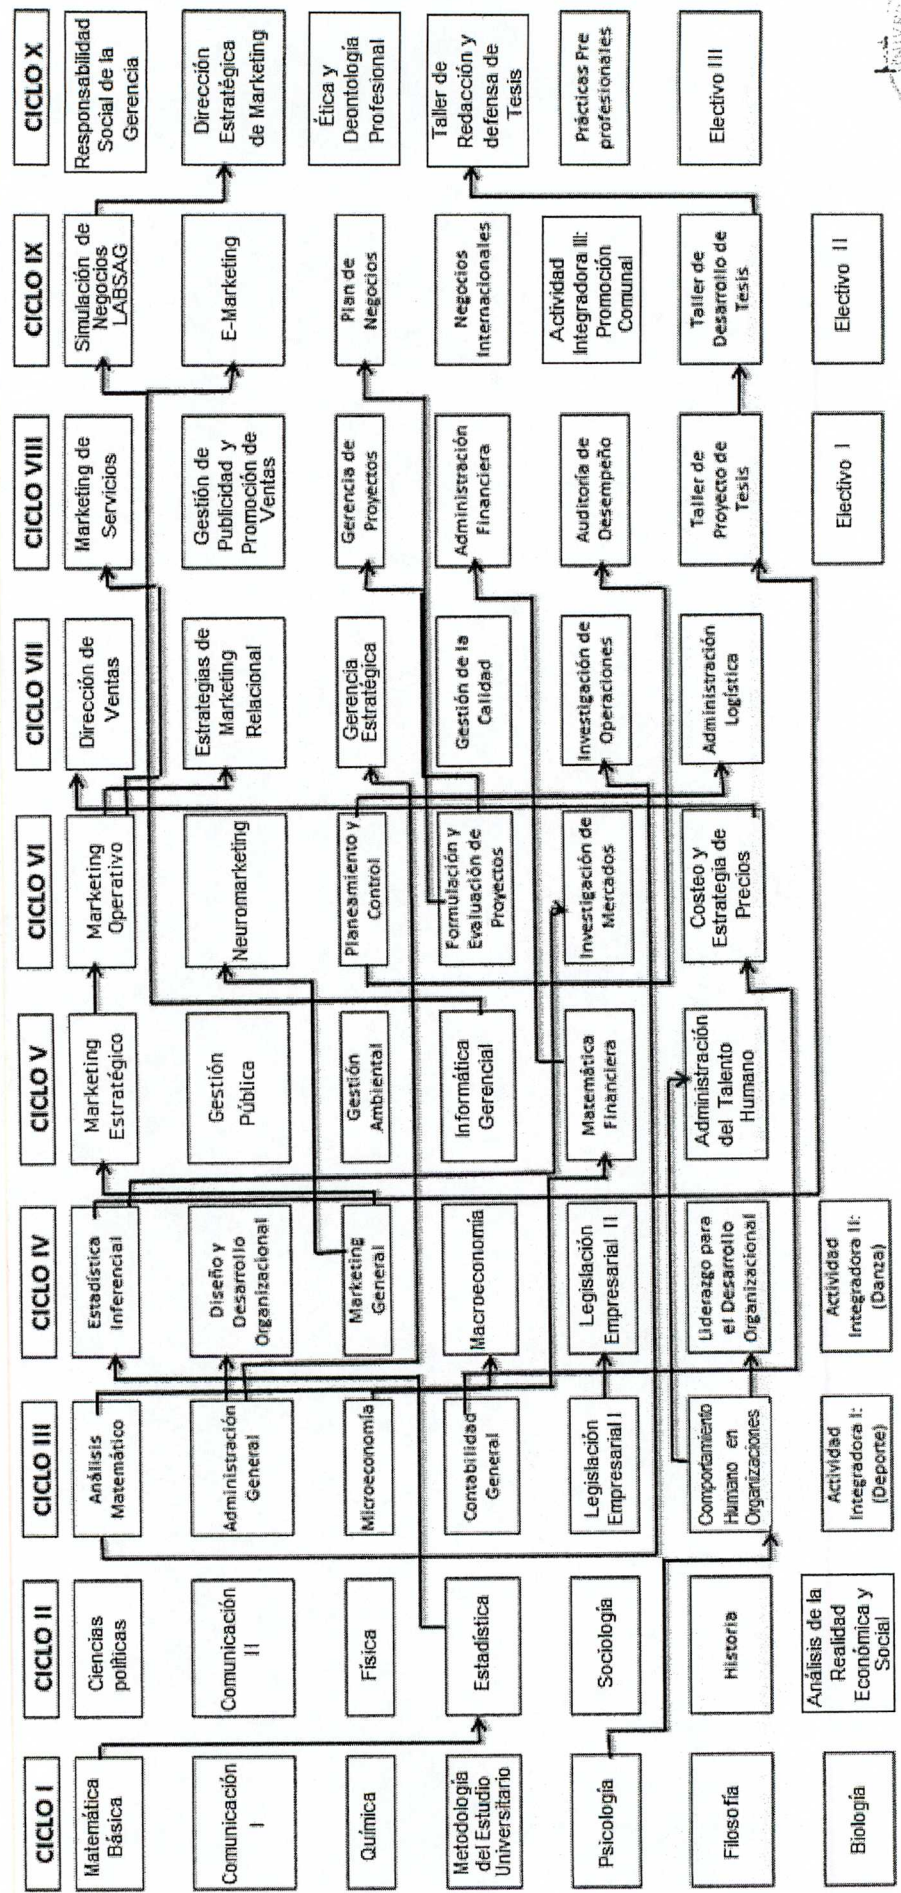 CICLO I
Matemática
Básica
Comunicación
I
Química
Metodología
del Estudio
Universitario
Psicología
Filosofía
Biología
CICLO II
Ciencias
políticas
Comunicación
II
Física
Estadística
Sociología
Historia
Análisis de la
Realidad
Económica y
Social
CICLO III
Análisis
Matemático
Administración
General
Microeconomía
Contabilidad
General
Legislación
Empresarial I
Comportamiento
Humano en
Organizaciones
Actividad
Integradora I:
(Deporte)
CICLO IV
Estadística
Inferencial
Diseño y
Desarrollo
Organizacional
Marketing
General
Macroeconomía
Legislación
Empresarial II
Liderazgo para
el Desarrollo
Organizacional
Actividad
Integradora II:
(Danza)
CICLO V
Marketing
Estratégico
Gestión
Pública
Gestión
Ambiental
Informática
Gerencial
Matemática
Financiera
Administración
del Talento
Humano
CICLO VI
Marketing
Operativo
Neuromarketing
Planeamiento y
Control
Formulación y
Evaluación de
Proyectos
Investigación de
Mercados
Costeo y
Estrategia de
Precios
CICLO VII
Dirección de
Ventas
Estrategias de
Marketing
Relacional
Gerencia
Estratégica
Gestión de la
Calidad
Investigación de
Operaciones
Administración
Logística
CICLO VIII
Marketing de
Servicios
Gestión de
Publicidad y
Promoción de
Ventas
Gerencia de
Proyectos
Administración
Financiera
Auditoría de
Desempeño
Taller de
Proyecto de
Tesis
Electivo I
CICLO IX
Simulación de
Negocios
LABSAG
E-Marketing
Plan de
Negocios
Negocios
Internacionales
Actividad
Integradora III:
Promoción
Comunal
Taller de
Desarrollo de
Tesis
Electivo II
CICLO X
Responsabilidad
Social de la
Gerencia
Dirección
Estratégica
de Marketing
Ética y
Deontología
Profesional
Taller de
Redacción y
defensa de
Tesis
Prácticas Pre
profesionales
Electivo III